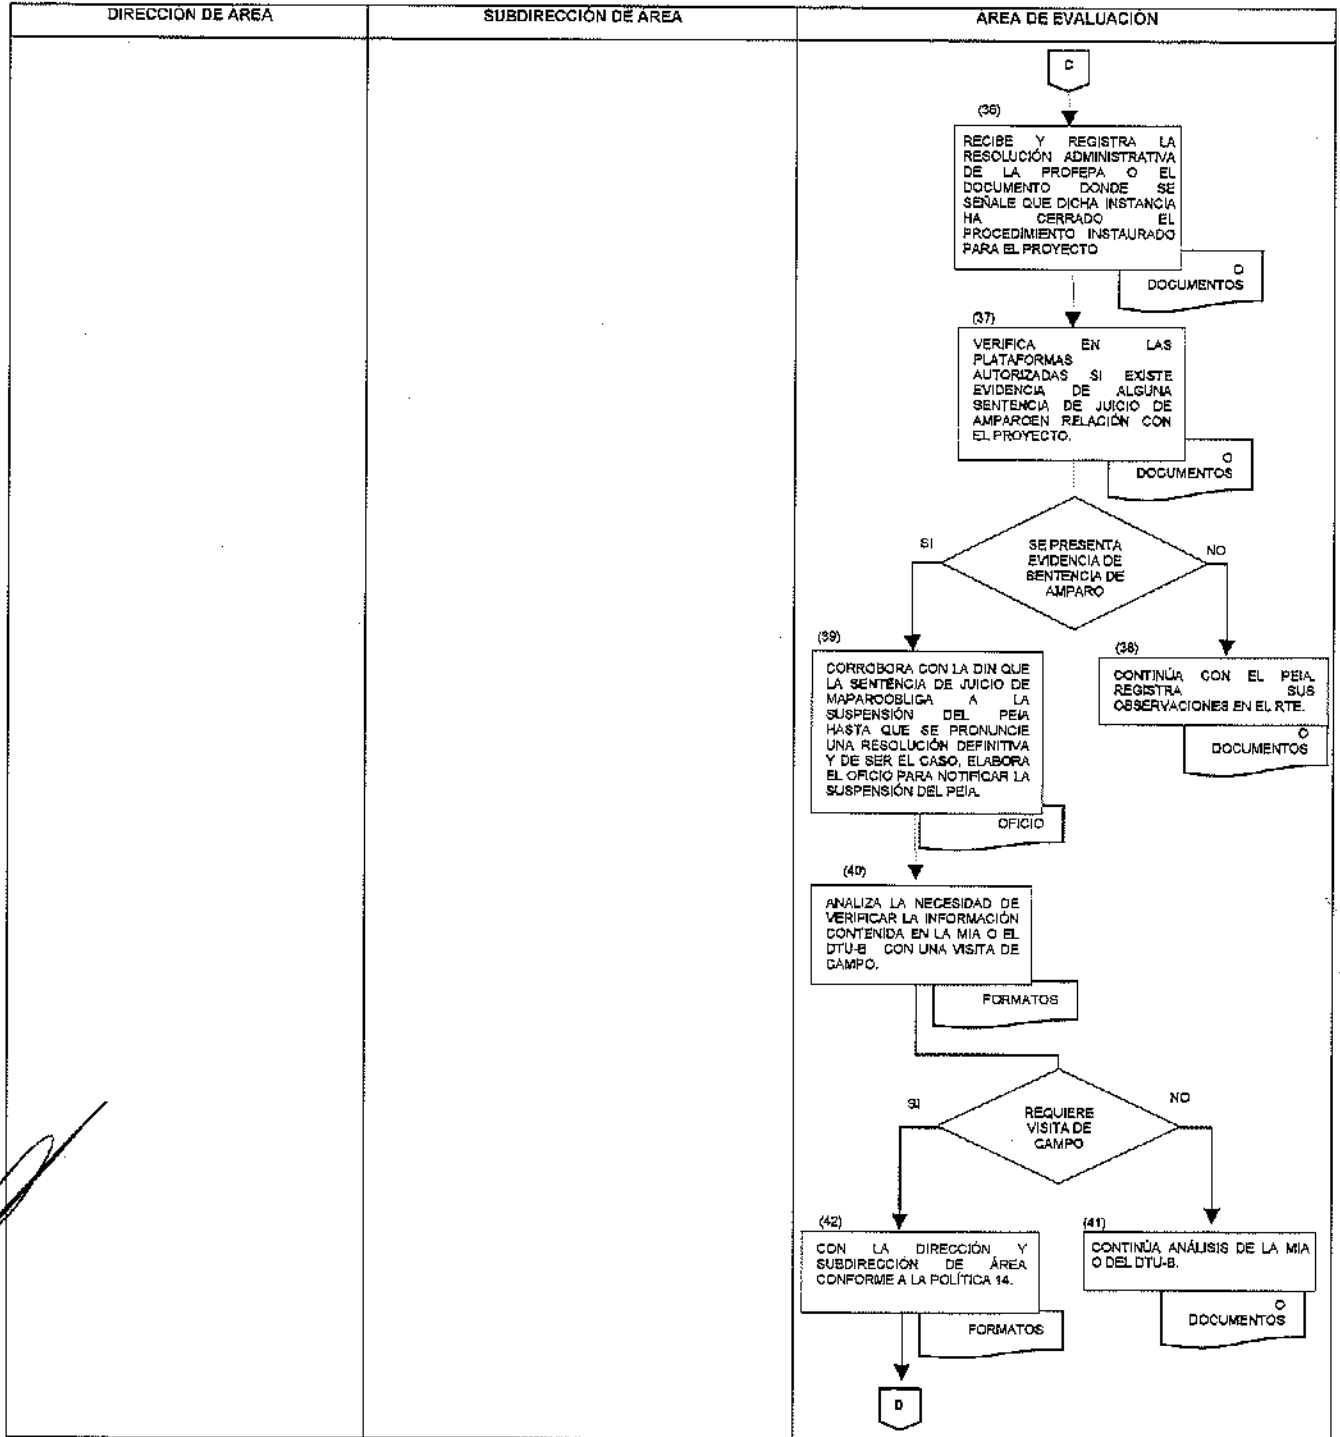 DIRECCIÓN DE ÁREA
SUBDIRECCIÓN DE ÁREA
ÁREA DE EVALUACIÓN
C
(36)
RECIBE Y REGISTRA LA
RESOLUCIÓN ADMINISTRATIVA
DE LA PROFEPA O EL
DOCUMENTO DONDE SE
SEÑALE QUE DICHA INSTANCIA
HA CERRADO EL
PROCEDIMIENTO INSTAURADO
PARA EL PROYECTO
O
DOCUMENTOS
(37)
VERIFICA EN LAS
PLATAFORMAS
AUTORIZADAS SI EXISTE
EVIDENCIA DE ALGUNA
SENTENCIA DE JUICIO DE
AMPAROEN RELACIÓN CON
EL PROYECTO.
O
DOCUMENTOS
SE PRESENTA
EVIDENCIA DE
SENTENCIA DE
AMPARO
SI
NO
(39)
CORROBORA CON LA DIN QUE
LA SENTENCIA DE JUICIO DE
MAPAROOBLIGA A LA
SUSPENSIÓN DEL PEIA
HASTA QUE SE PRONUNCIE
UNA RESOLUCIÓN DEFINITIVA
Y DE SER EL CASO, ELABORA
EL OFICIO PARA NOTIFICAR LA
SUSPENSIÓN DEL PEIA.
OFICIO
(38)
CONTINÚA CON EL PEIA.
REGISTRA SUS
OBSERVACIONES EN EL RTE.
O
DOCUMENTOS
(40)
ANALIZA LA NECESIDAD DE
VERIFICAR LA INFORMACIÓN
CONTENIDA EN LA MIA O EL
DTU-B CON UNA VISITA DE
CAMPO.
FORMATOS
REQUIERE
VISITA DE
CAMPO
SI
NO
(42)
CON LA DIRECCIÓN Y
SUBDIRECCIÓN DE ÁREA
CONFORME A LA POLÍTICA 14.
FORMATOS
(41)
CONTINÚA ANÁLISIS DE LA MIA
O DEL DTU-B.
O
DOCUMENTOS
D